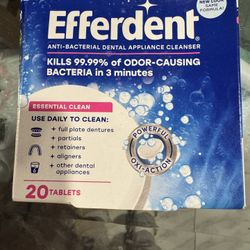 NEW LOOK
SAME FORMULA!
Efferdent®
ANTI-BACTERIAL DENTAL APPLIANCE CLEANSER
KILLS 99.99% of ODOR-CAUSING
BACTERIA in 3 minutes
ESSENTIAL CLEAN
USE DAILY TO CLEAN:
+ full plate dentures
+ partials
+ retainers
+ aligners
+ other dental
appliances
POWERFUL
OXI-ACTION
20 TABLETS